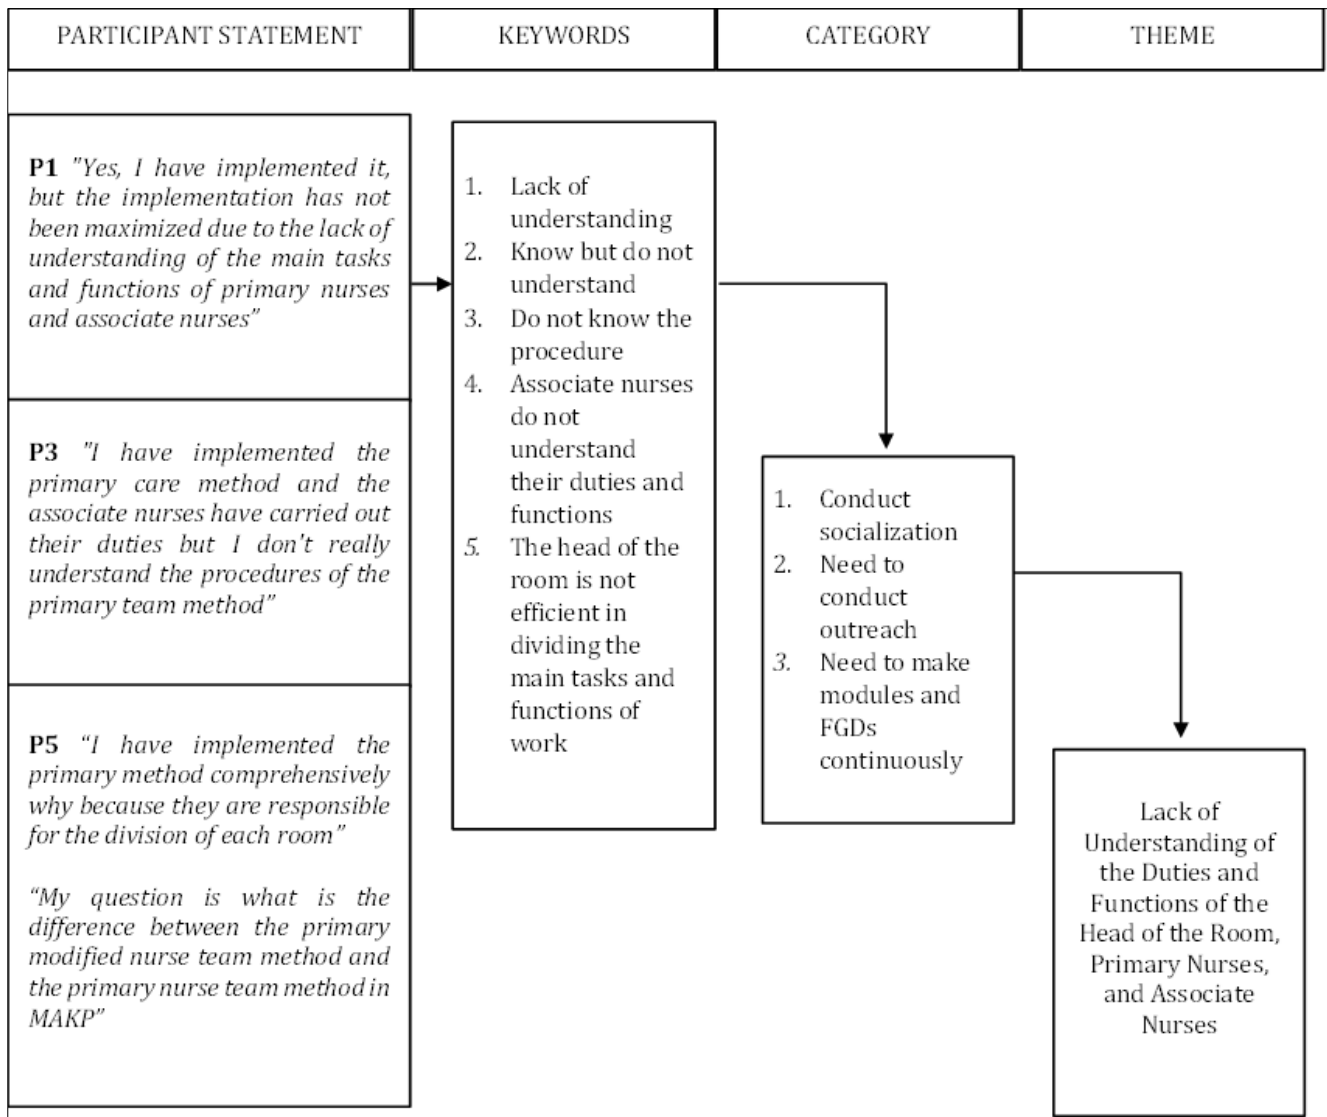 PARTICIPANT STATEMENT
KEYWORDS
CATEGORY
THEME
P1 "Yes, I have implemented it,
but the implementation has not
been maximized due to the lack of
understanding of the main tasks
and functions of primary nurses
and associate nurses”
P3 "I have implemented the
primary care method and the
associate nurses have carried out
their duties but I don't really
understand the procedures of the
primary team method”
P5 “I have implemented the
primary method comprehensively
why because they are responsible
for the division of each room”
“My question is what is the
difference between the primary
modified nurse team method and
the primary nurse team method in
MAKP”
1. Lack of
understanding
2. Know but do not
understand
3. Do not know the
procedure
4. Associate nurses
do not
understand
their duties and
functions
5. The head of the
room is not
efficient in
dividing the
main tasks and
functions of
work
1. Conduct
socialization
2. Need to
conduct
outreach
3. Need to make
modules and
FGDs
continuously
Lack of
Understanding of
the Duties and
Functions of the
Head of the Room,
Primary Nurses,
and Associate
Nurses